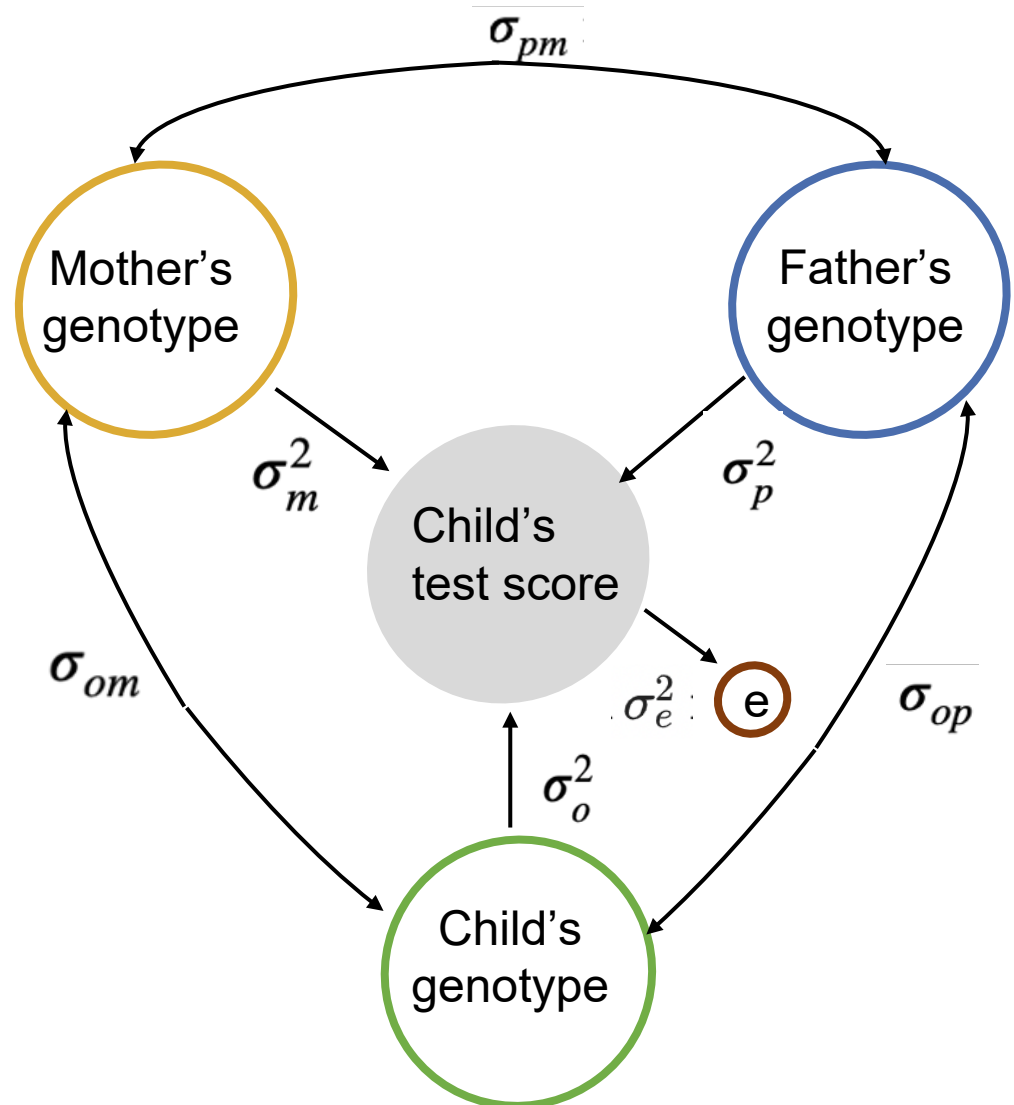 σ_pm
Mother’s
genotype
Father’s
genotype
σ²_m
σ²_p
Child’s
test score
σ_om
σ²_e
e
σ_op
σ²_o
Child’s
genotype